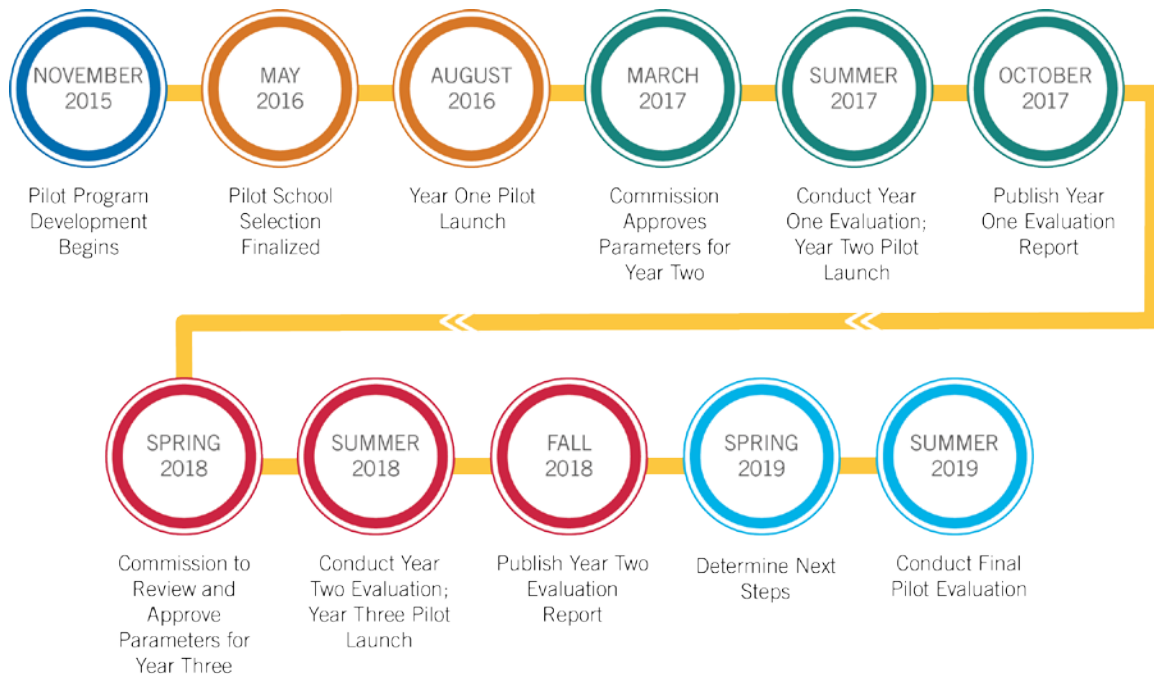 NOVEMBER
2015
MAY
2016
AUGUST
2016
MARCH
2017
SUMMER
2017
OCTOBER
2017
Pilot Program
Development
Begins
Pilot School
Selection
Finalized
Year One Pilot
Launch
Commission
Approves
Parameters for
Year Two
Conduct Year
One Evaluation;
Year Two Pilot
Launch
Publish Year
One Evaluation
Report
SPRING
2018
SUMMER
2018
FALL
2018
SPRING
2019
SUMMER
2019
Commission to
Review and
Approve
Parameters for
Year Three
Conduct Year
Two Evaluation;
Year Three Pilot
Launch
Publish Year Two
Evaluation
Report
Determine Next
Steps
Conduct Final
Pilot Evaluation